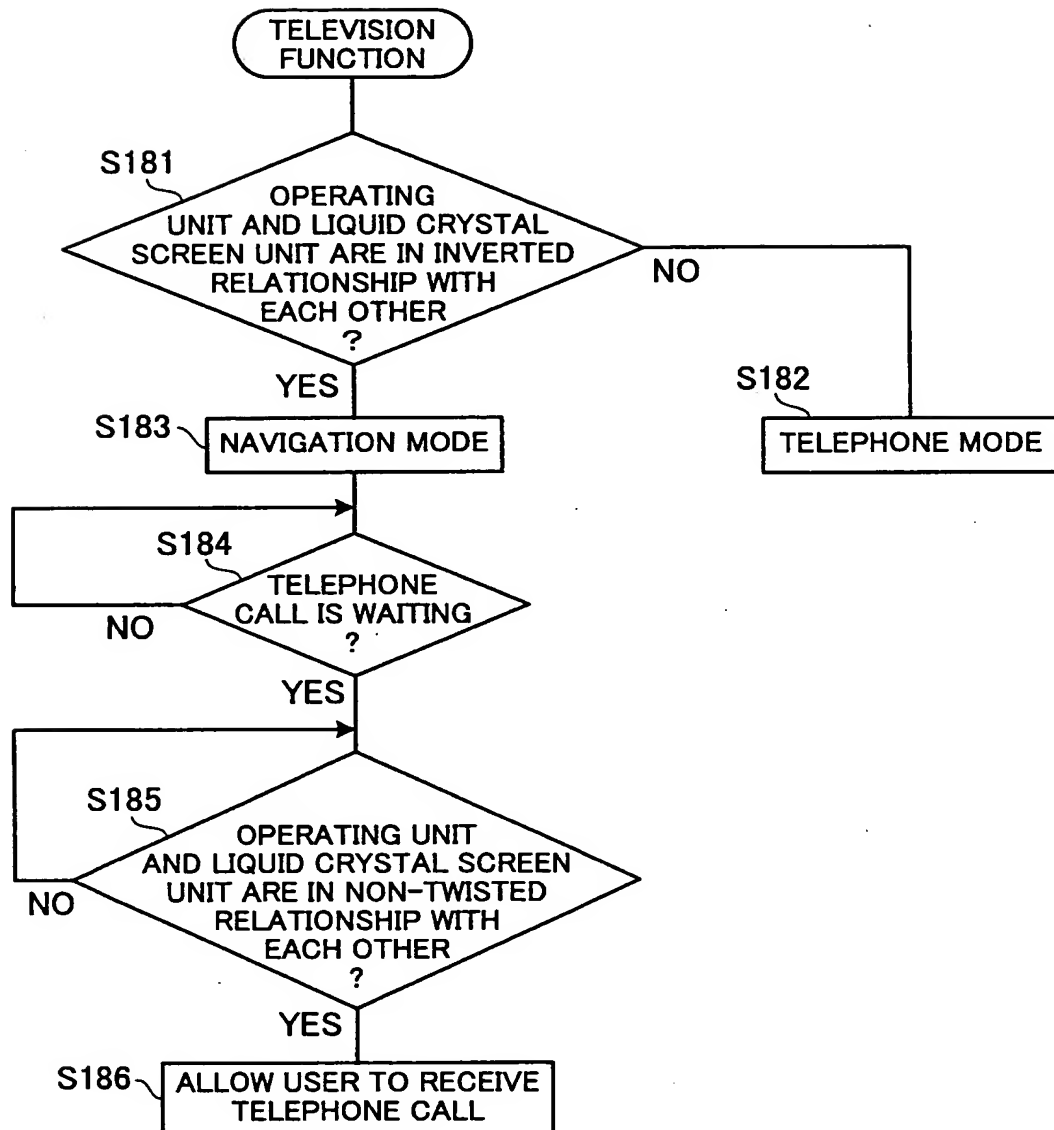 TELEVISION
FUNCTION
S181
OPERATING
UNIT AND LIQUID CRYSTAL
SCREEN UNIT ARE IN INVERTED
RELATIONSHIP WITH
EACH OTHER
?
NO
YES
S182
TELEPHONE MODE
S183
NAVIGATION MODE
S184
TELEPHONE
CALL IS WAITING
?
NO
YES
S185
OPERATING UNIT
AND LIQUID CRYSTAL SCREEN
UNIT ARE IN NON-TWISTED
RELATIONSHIP WITH
EACH OTHER
?
NO
YES
S186
ALLOW USER TO RECEIVE
TELEPHONE CALL